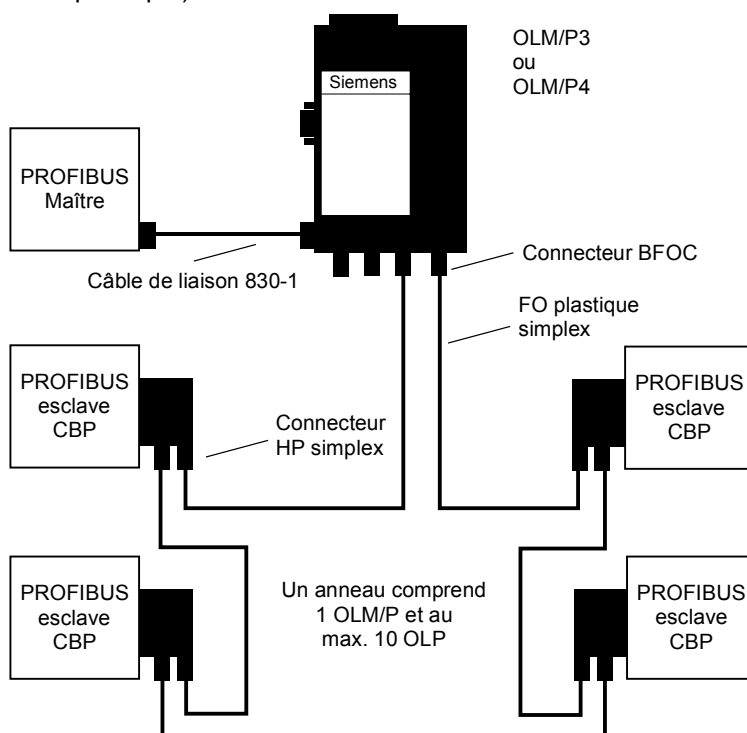 OLM/P3
ou
OLM/P4
Siemens
PROFIBUS
Maître
Câble de liaison 830-1
Connecteur BFOC
FO plastique
simplex
PROFIBUS
esclave
CBP
Connecteur
HP simplex
PROFIBUS
esclave
CBP
PROFIBUS
esclave
CBP
Un anneau comprend
1 OLM/P et au
max. 10 OLP
PROFIBUS
esclave
CBP